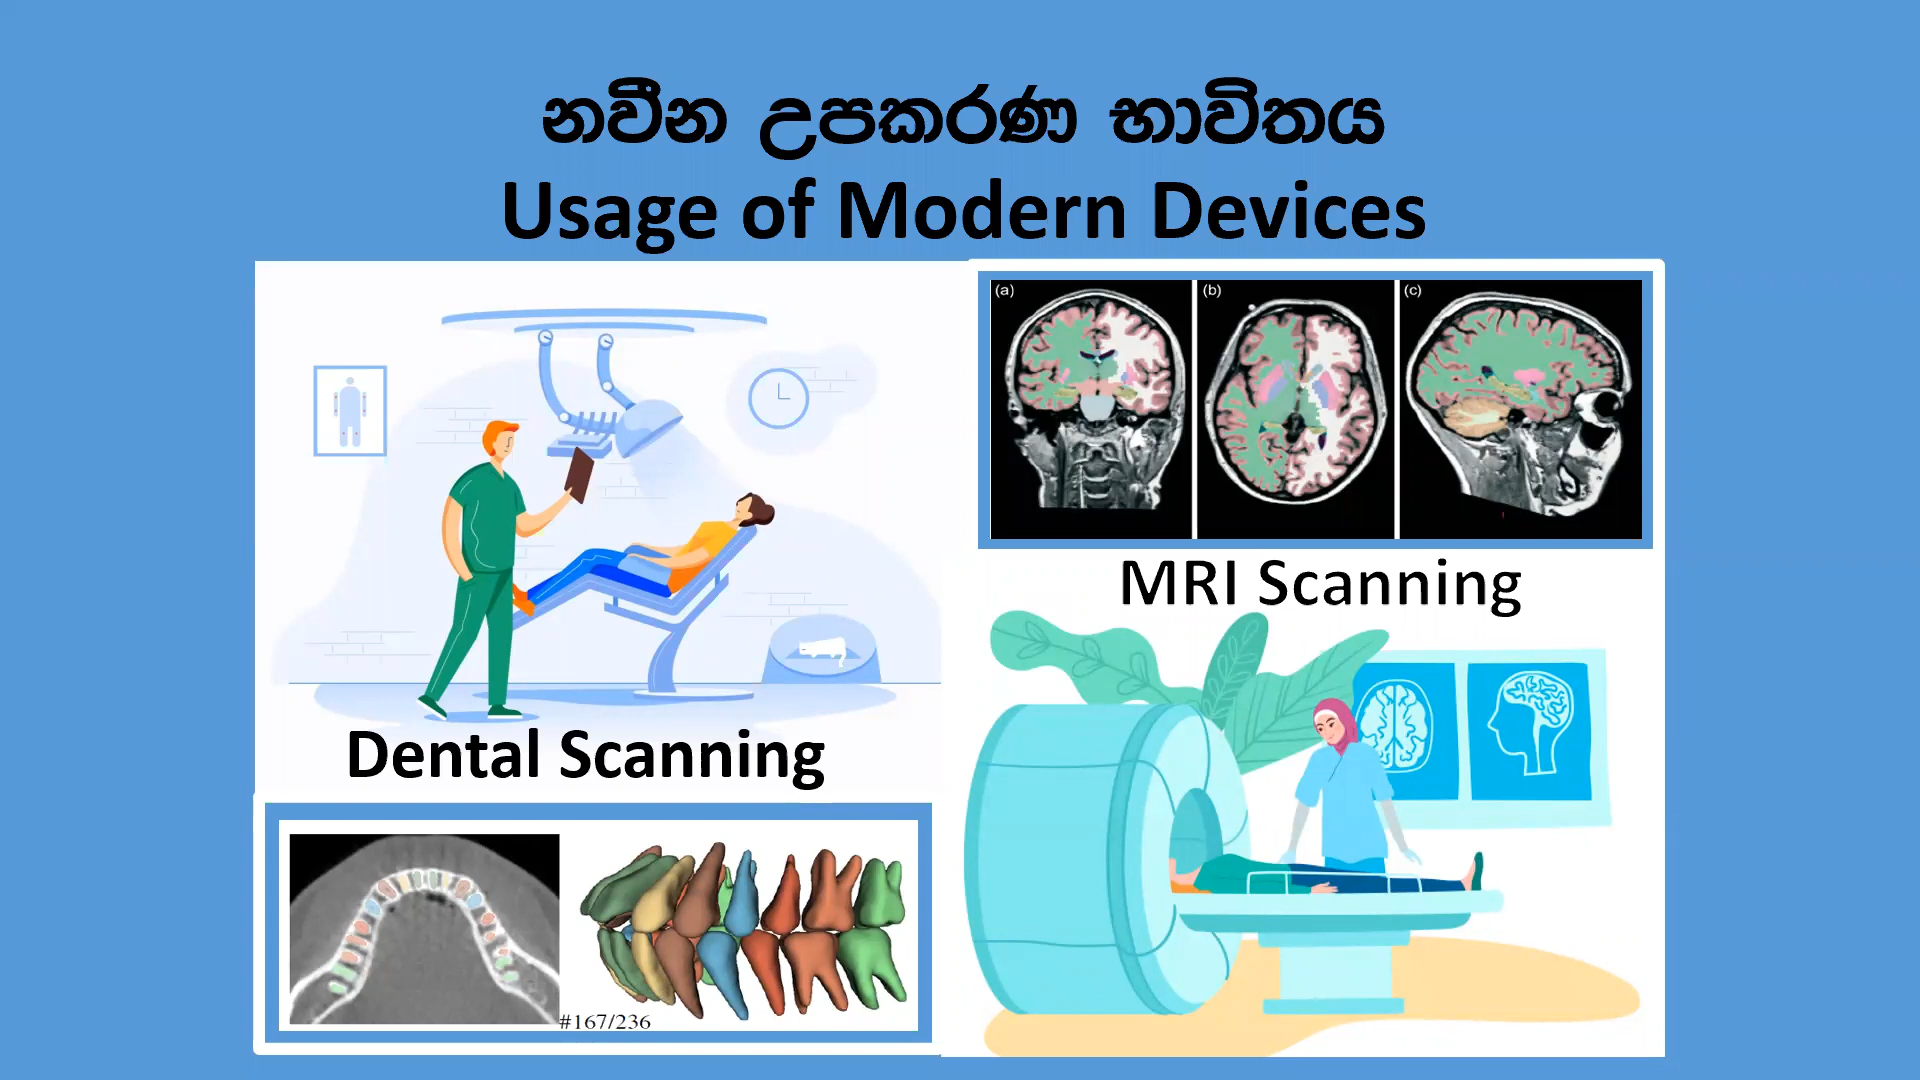 නවීන උපකරණ භාවිතය
Usage of Modern Devices
(a) (b) (c)
MRI Scanning
Dental Scanning
#167/236